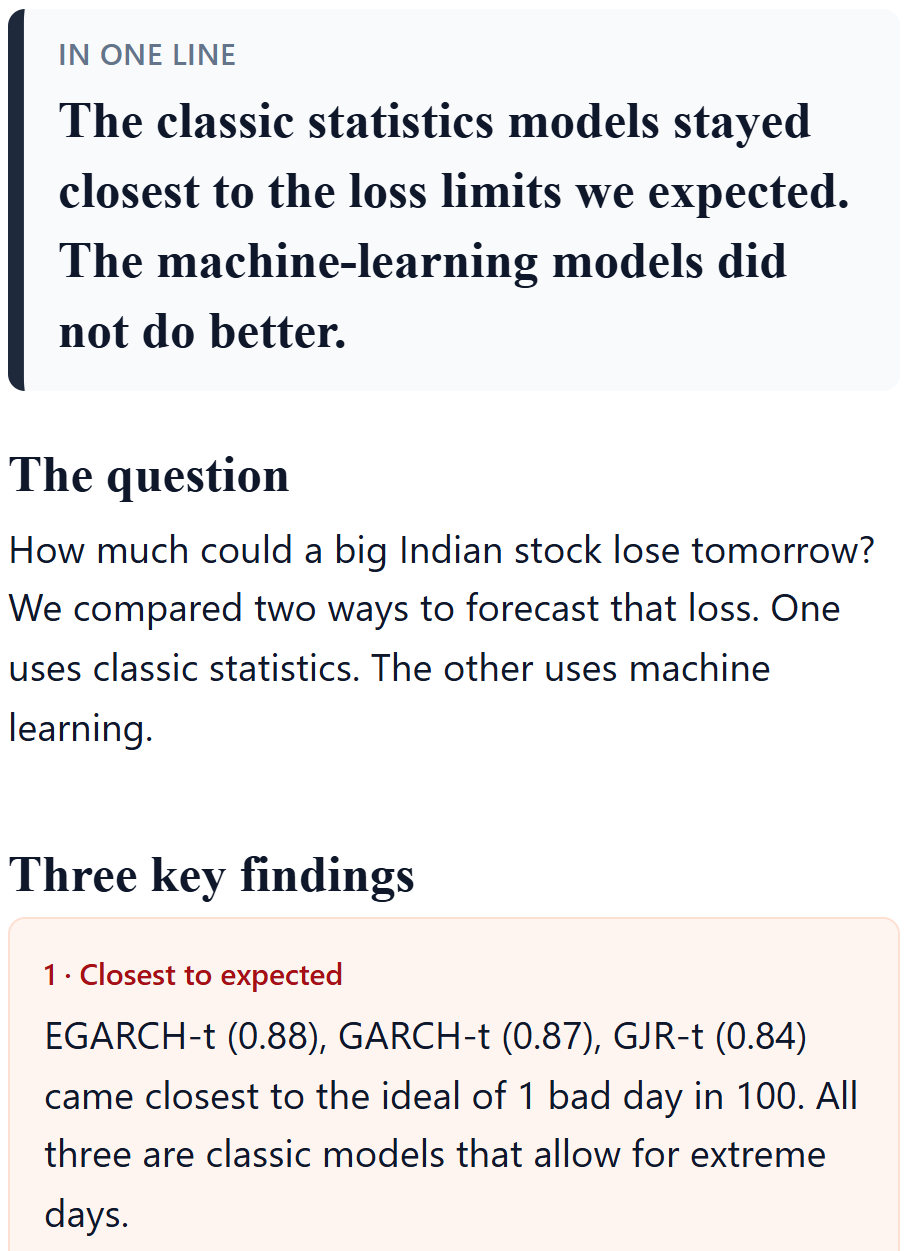 IN ONE LINE
The classic statistics models stayed
closest to the loss limits we expected.
The machine-learning models did
not do better.
The question
How much could a big Indian stock lose tomorrow?
We compared two ways to forecast that loss. One
uses classic statistics. The other uses machine
learning.
Three key findings
1 · Closest to expected
EGARCH-t (0.88), GARCH-t (0.87), GJR-t (0.84)
came closest to the ideal of 1 bad day in 100. All
three are classic models that allow for extreme
days.